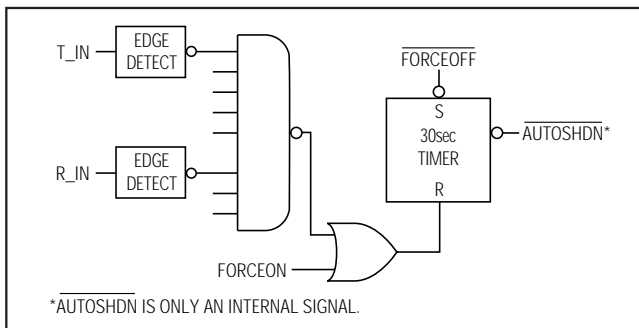 T_IN
EDGE
DETECT
R_IN
EDGE
DETECT
FORCEON
FORCEOFF
S
30sec
TIMER
R
AUTOSHDN*
*AUTOSHDN IS ONLY AN INTERNAL SIGNAL.